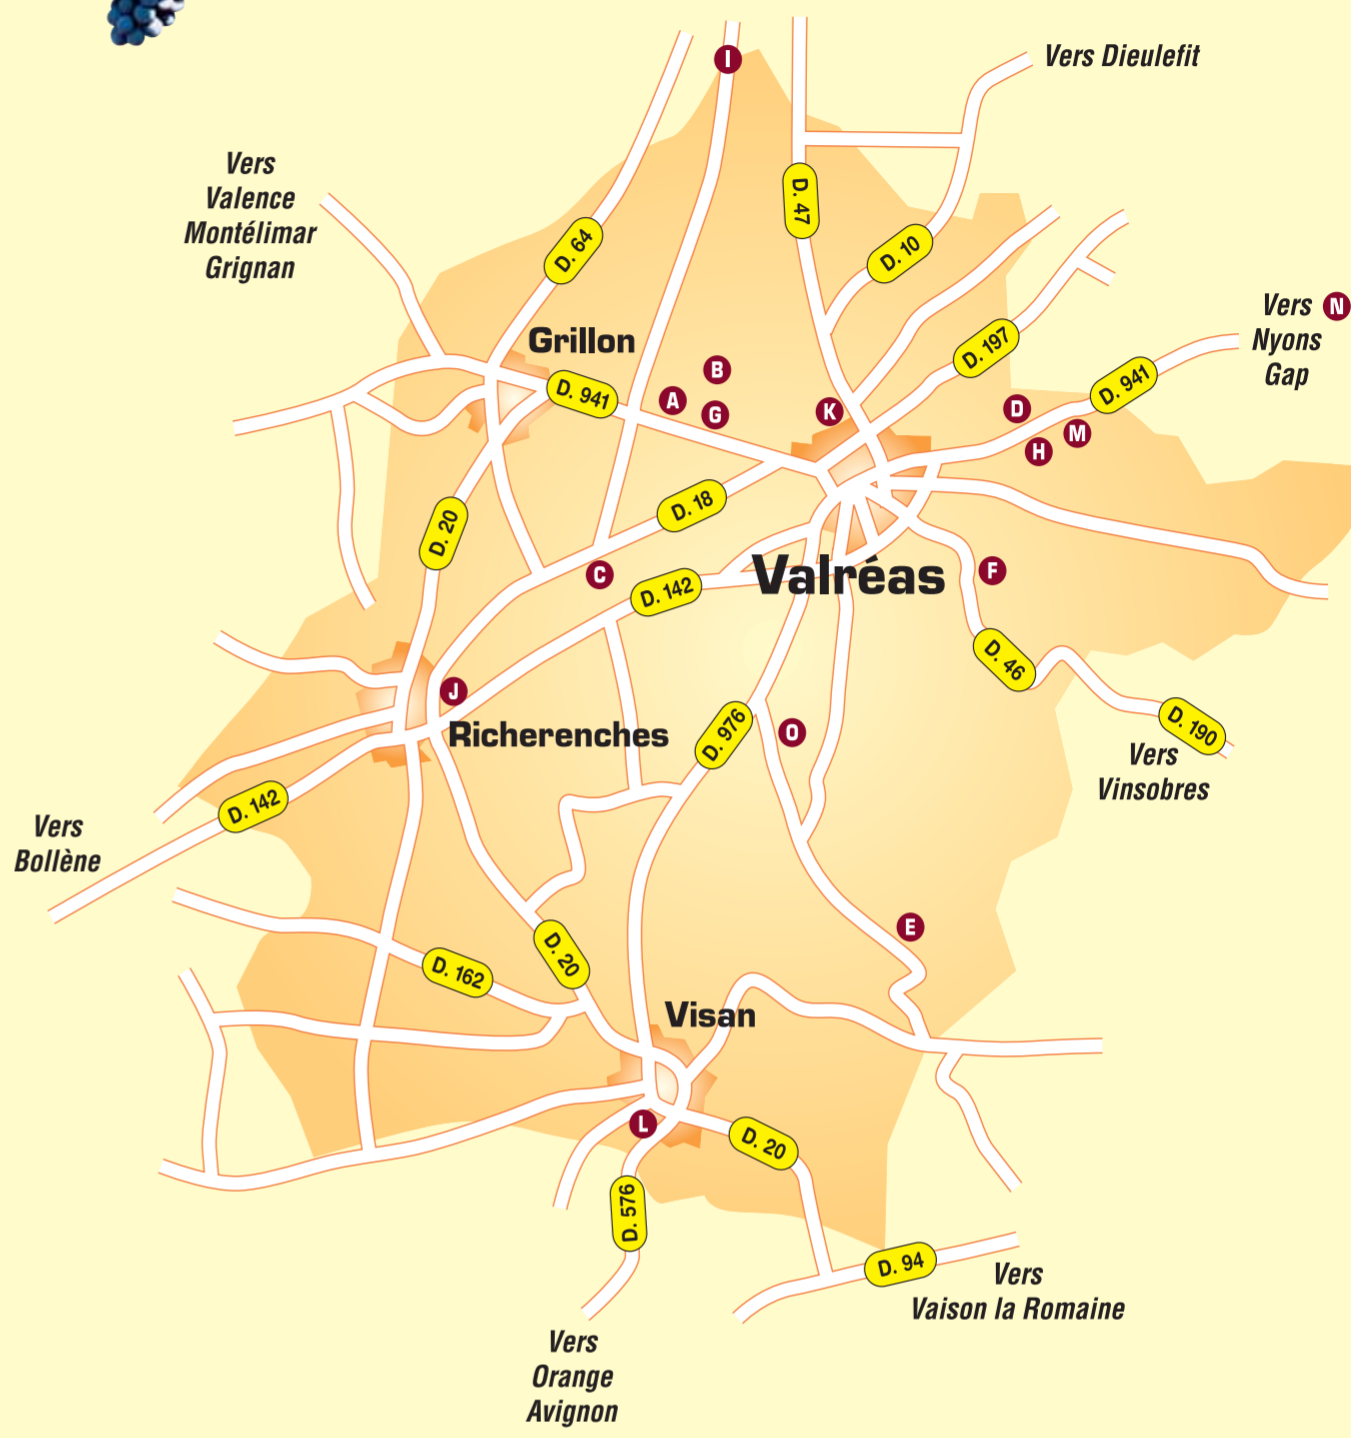 I
Vers Dieulefit
Vers
Valence
Montélimar
Grignan
D. 47
D. 64
D. 10
Vers N
Nyons
Gap
Grillon
D. 197
D. 941
B
A
G
K
D. 941
D
M
H
D. 18
D. 20
C
Valréas
F
D. 142
D. 46
J
Richerenches
D. 976
O
D. 190
Vers
Vinsobres
D. 142
Vers
Bollène
E
D. 20
D. 162
Visan
L
D. 20
D. 576
D. 94
Vers
Vaison la Romaine
Vers
Orange
Avignon